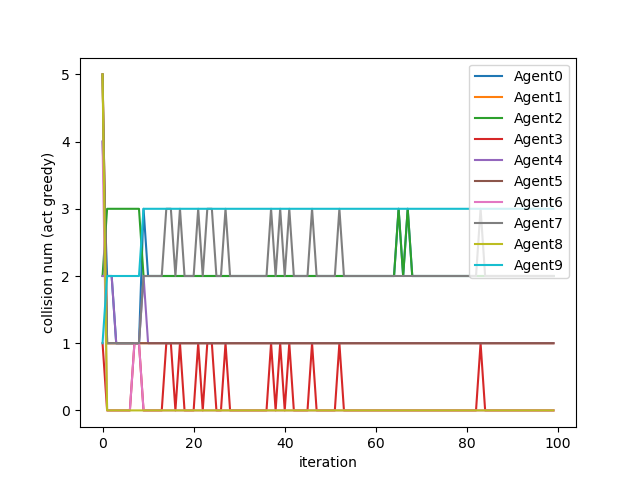 5
4
3
2
1
0
collision num (act greedy)
0
20
40
60
80
100
iteration
Agent0
Agent1
Agent2
Agent3
Agent4
Agent5
Agent6
Agent7
Agent8
Agent9